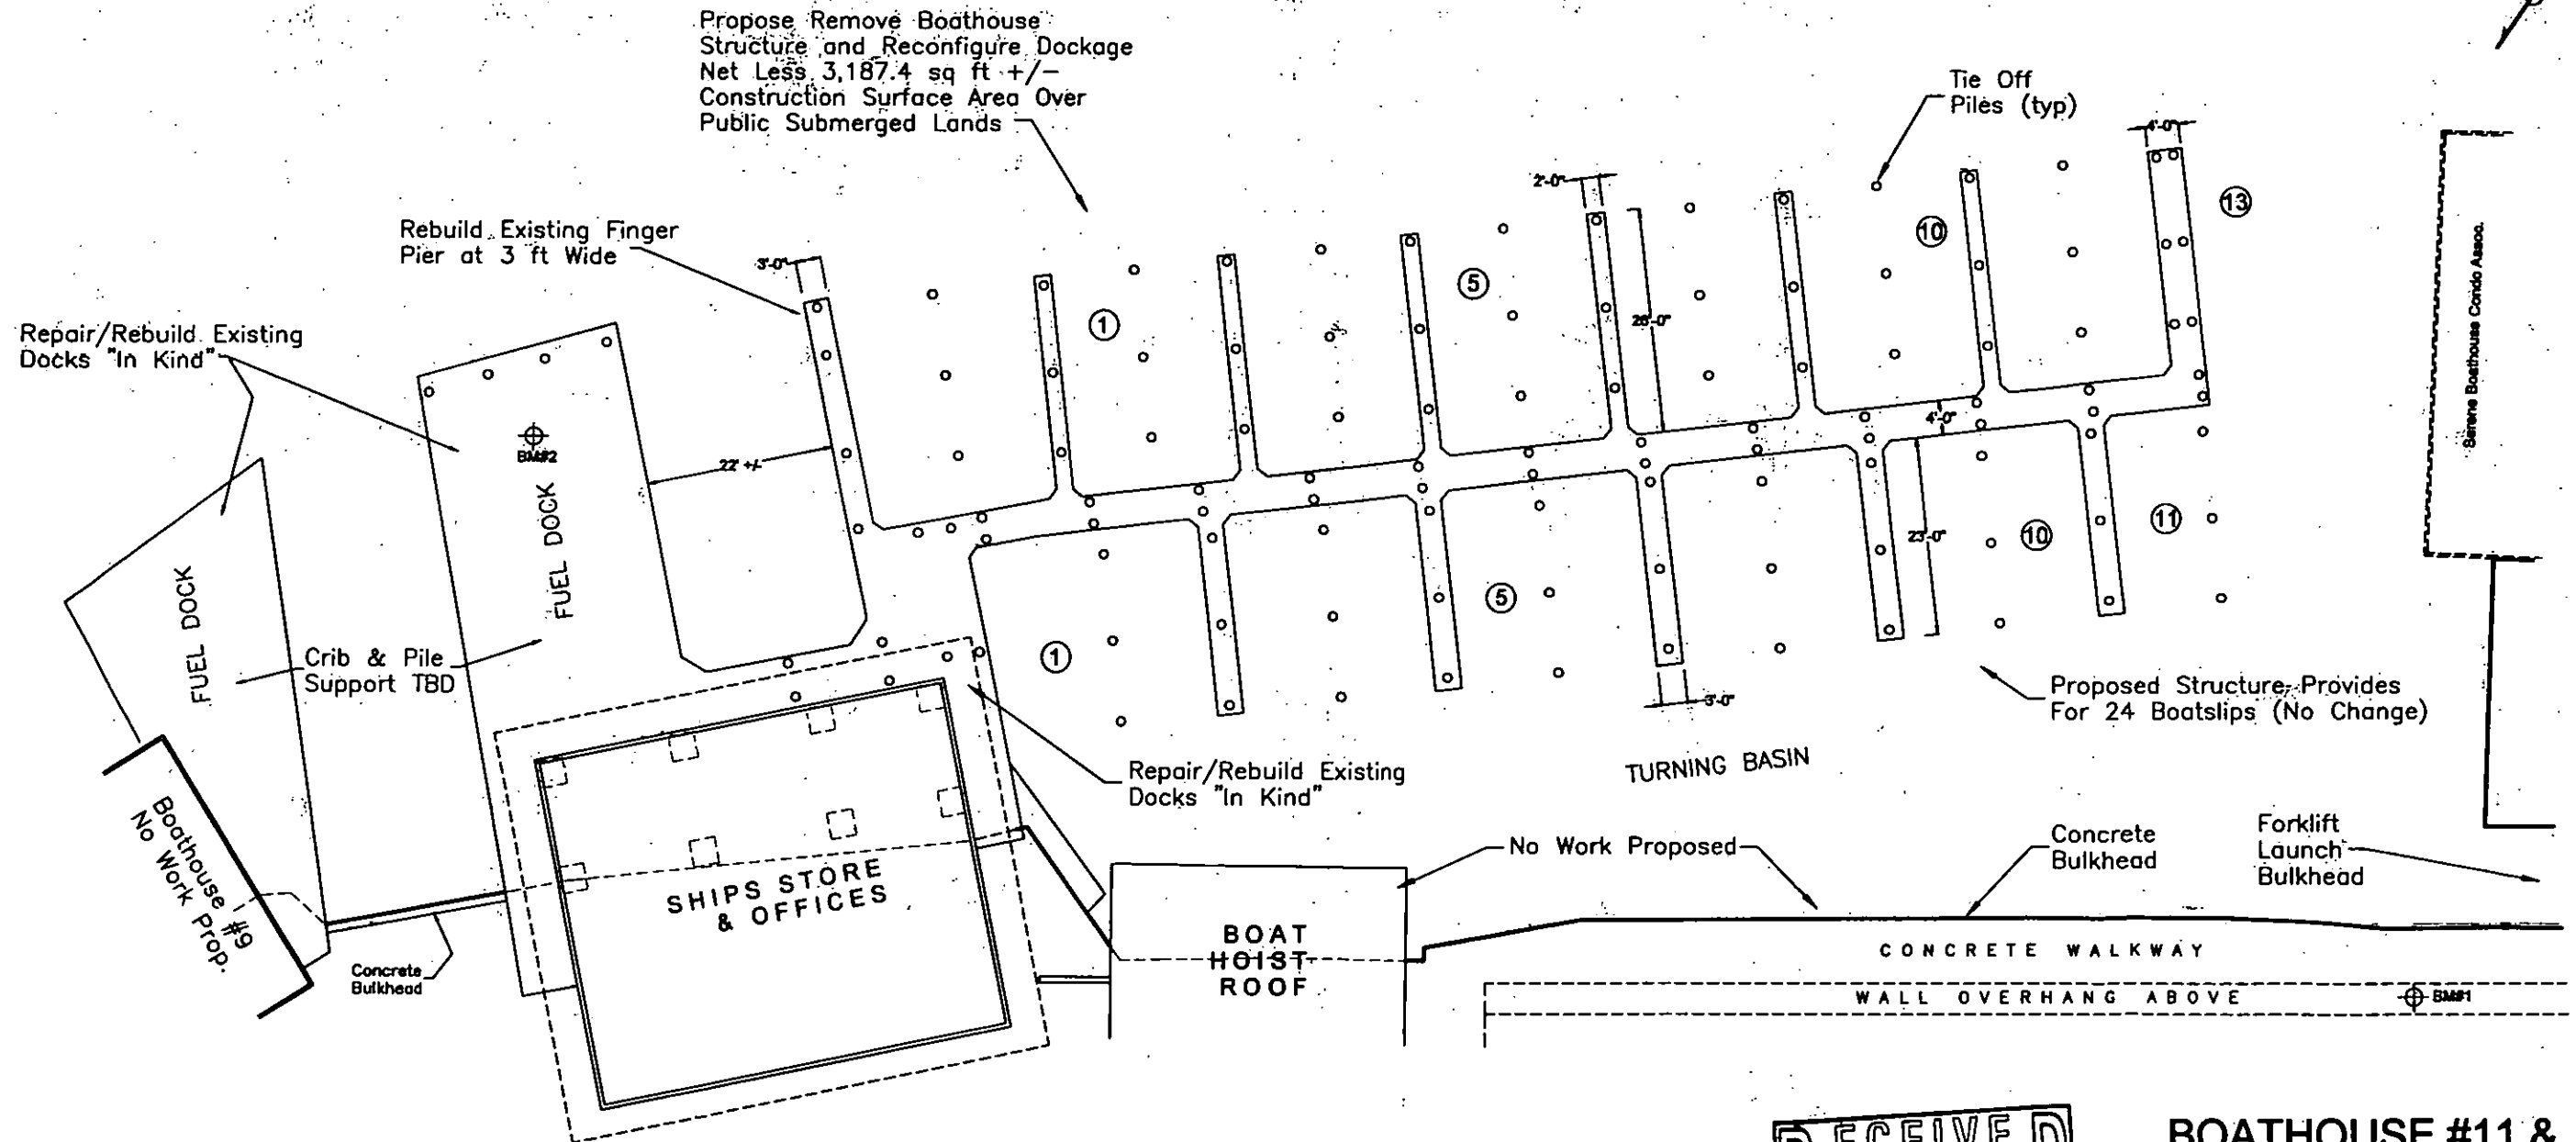 Propose Remove Boathouse
Structure and Reconfigure Dockage
Net Less 3,187.4 sq ft +/-
Construction Surface Area Over
Public Submerged Lands
Tie Off
Piles (typ)
4'-0"
2'-0"
13
10
Rebuild Existing Finger
Pier at 3 ft Wide
3'-0"
5
1
Serene Boathouse Condo Assoc.
Repair/Rebuild Existing
Docks "In Kind"
BM#2
22' +/-
4'-0"
FUEL DOCK
FUEL DOCK
23'-0"
10
11
5
1
Crib & Pile
Support TBD
Proposed Structure Provides
For 24 Boatslips (No Change)
3'-0"
Repair/Rebuild Existing
Docks "In Kind"
TURNING BASIN
Boathouse #9
No Work Prop.
SHIPS STORE
& OFFICES
No Work Proposed
Concrete
Bulkhead
Forklift
Launch
Bulkhead
Concrete
Bulkhead
BOAT
HOIST
ROOF
CONCRETE WALKWAY
WALL OVERHANG ABOVE
BM#1
RECEIVED
BOATHOUSE #11 &